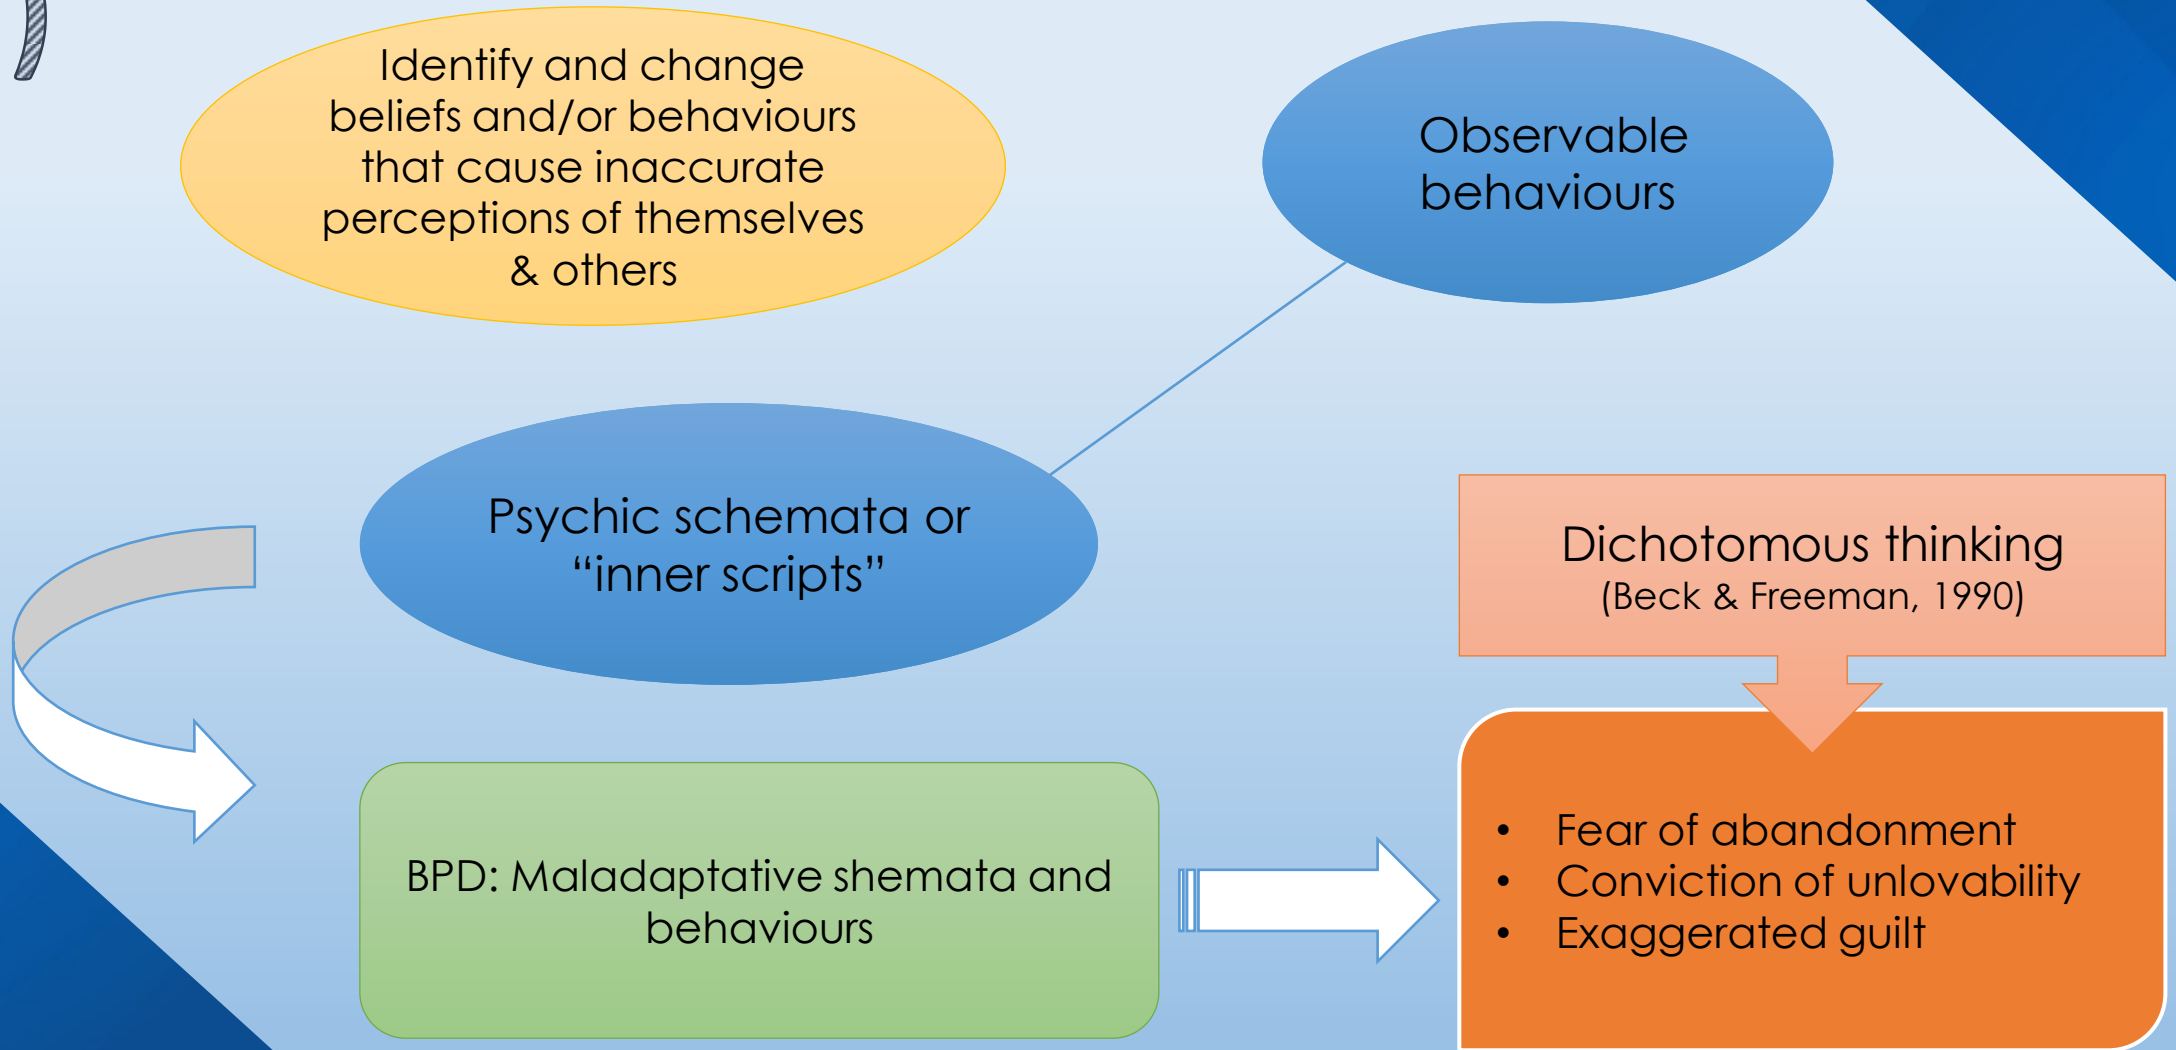 Identify and change
beliefs and/or behaviours
that cause inaccurate
perceptions of themselves
& others
Observable
behaviours
Psychic schemata or
“inner scripts”
Dichotomous thinking
(Beck & Freeman, 1990)
BPD: Maladaptative shemata and
behaviours
• Fear of abandonment
• Conviction of unlovability
• Exaggerated guilt